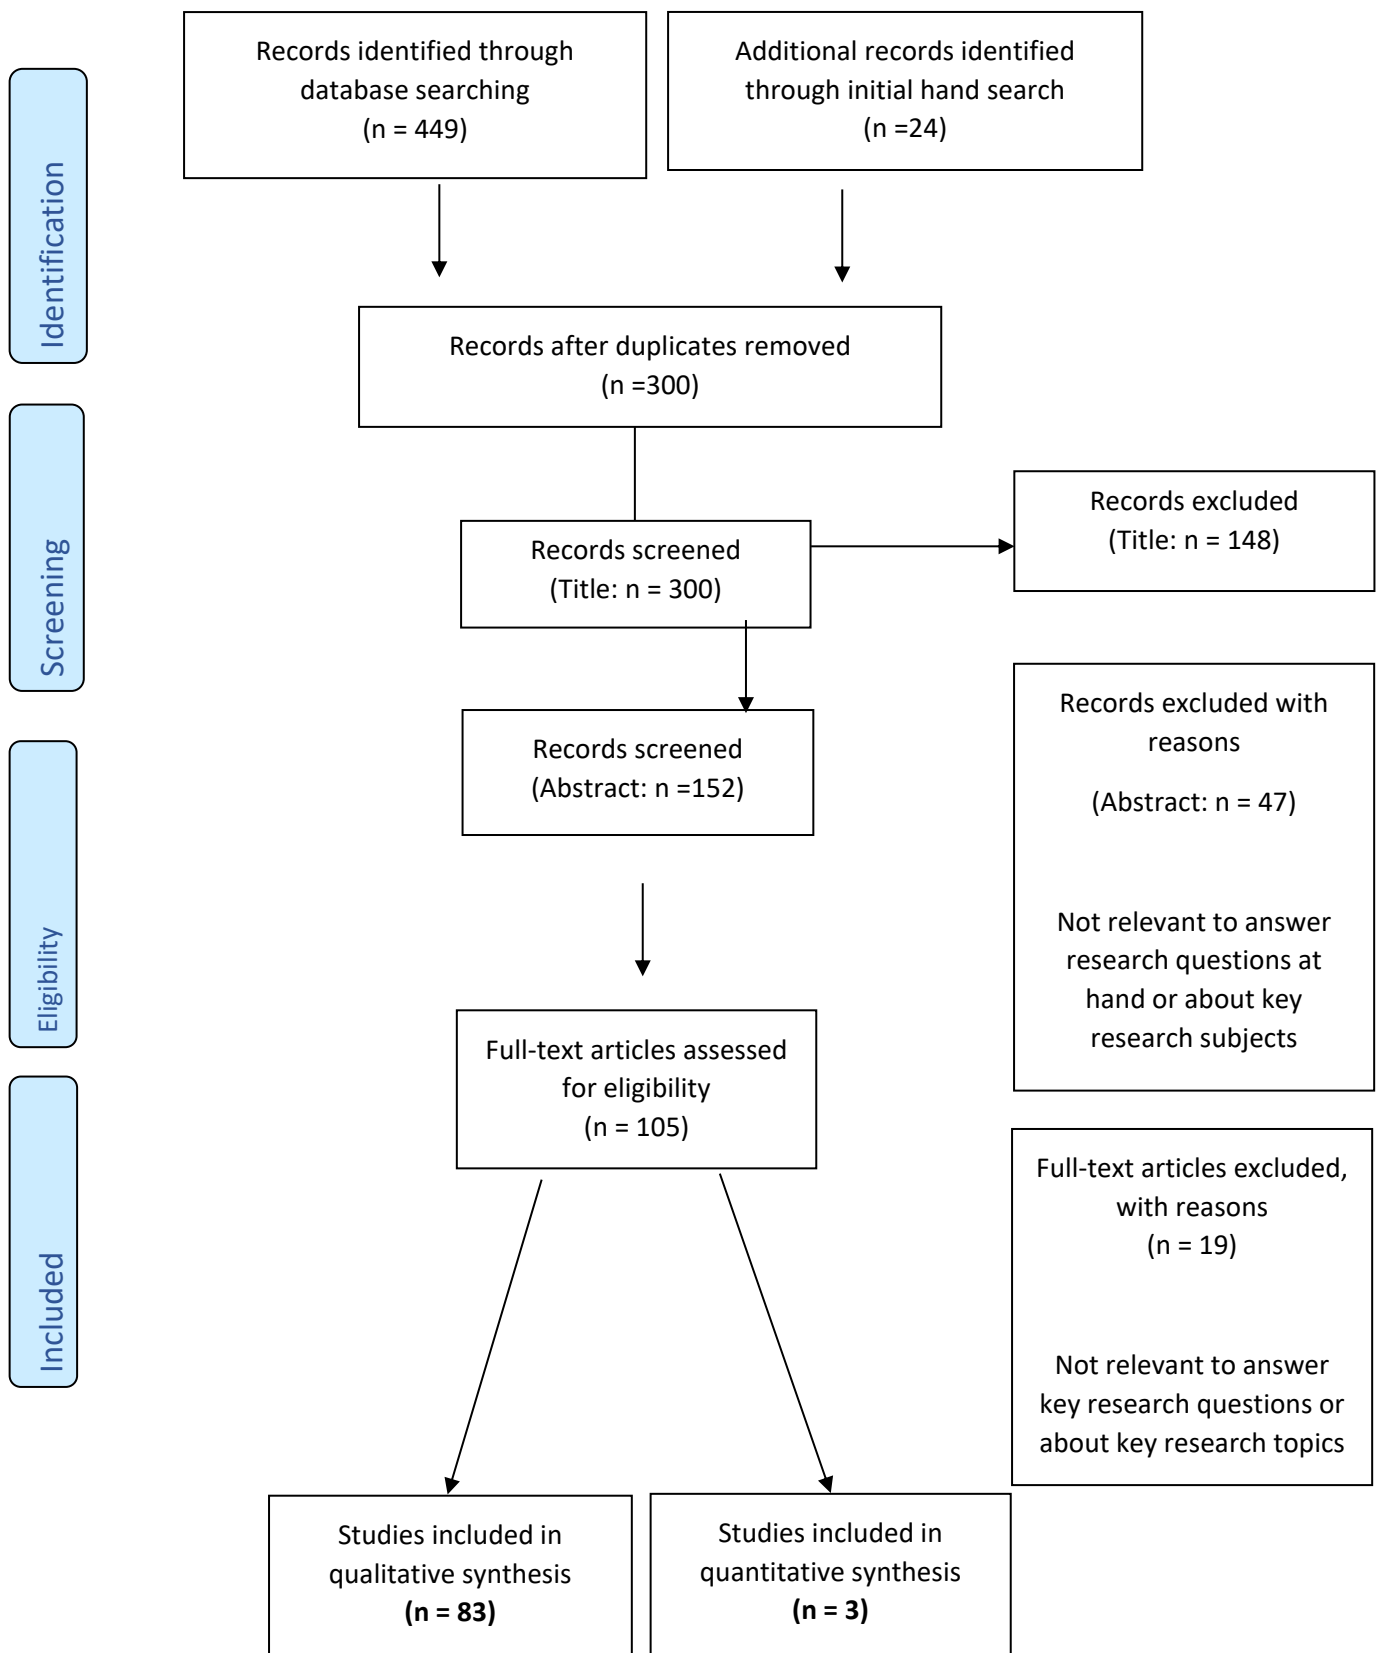 Records identified through
database searching
(n = 449)
Additional records identified
through initial hand search
(n =24)
Identification
Records after duplicates removed
(n =300)
Screening
Records screened
(Title: n = 300)
Records excluded
(Title: n = 148)
Records screened
(Abstract: n =152)
Records excluded with
reasons
(Abstract: n = 47)
Not relevant to answer
research questions at
hand or about key
research subjects
Eligibility
Full-text articles assessed
for eligibility
(n = 105)
Full-text articles excluded,
with reasons
(n = 19)
Not relevant to answer
key research questions or
about key research topics
Included
Studies included in
qualitative synthesis
(n = 83)
Studies included in
quantitative synthesis
(n = 3)